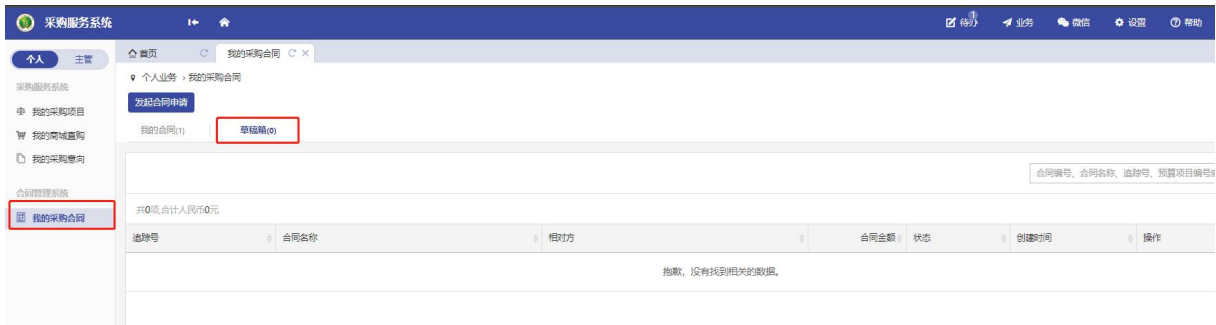 采购服务系统 待办 1 业务 微信 设置 帮助
个人 主管 首页 我的采购合同
个人业务 › 我的采购合同
采购服务系统
我的采购项目
我的商城直购
我的采购意向
合同管理系统
我的采购合同
发起合同申请
我的合同(1) 草稿箱(0)
合同编号、合同名称、追踪号、预算项目编号
共0项,合计人民币0元
追踪号 合同名称 相对方 合同金额 状态 创建时间 操作
抱歉，没有找到相关的数据。